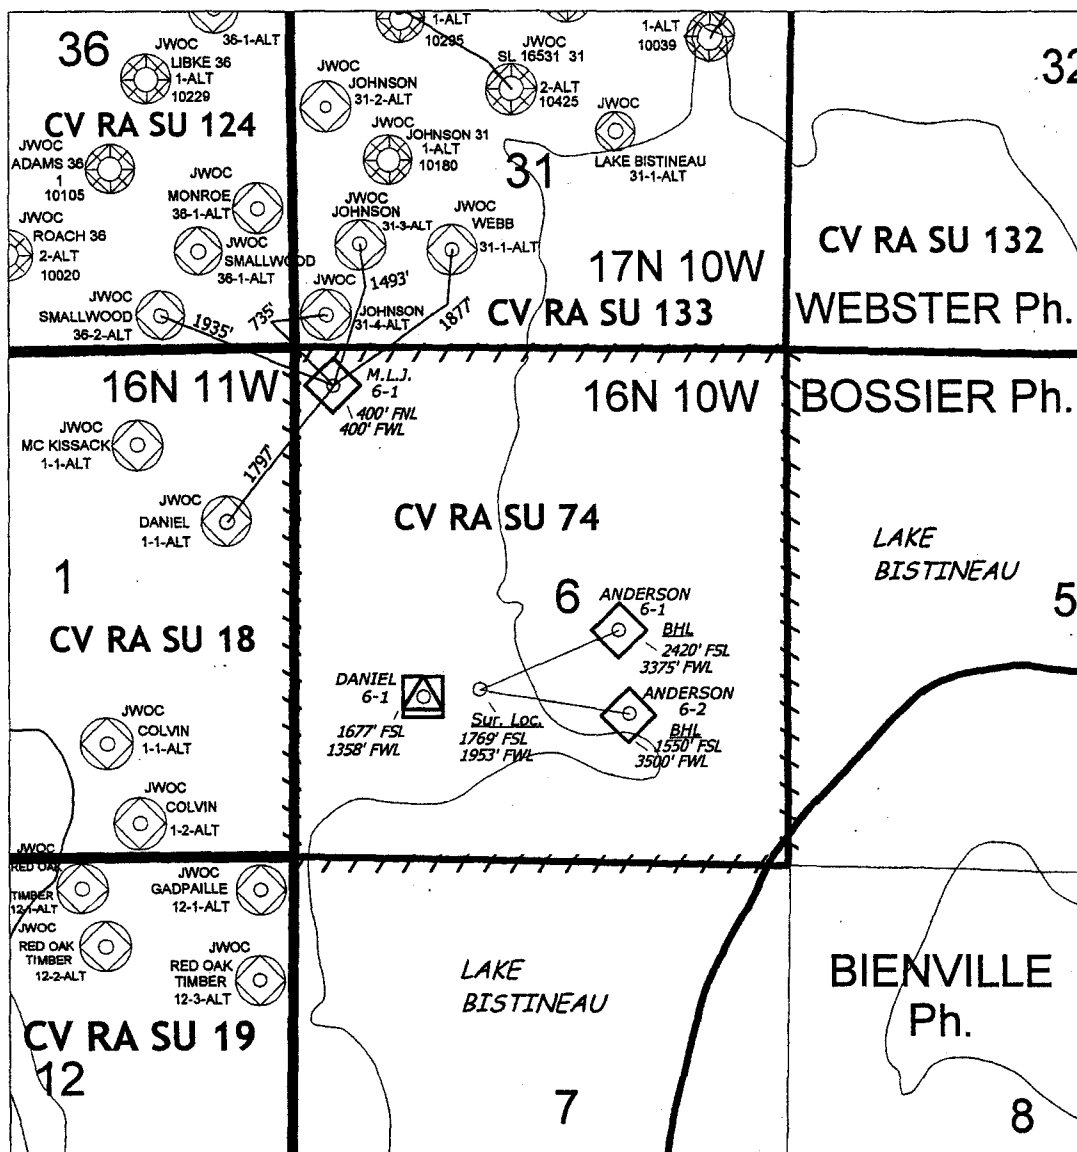 36
JWOC
36-1-ALT
JWOC
LIBKE 36
1-ALT
10229
CV RA SU 124
JWOC
ADAMS 36
1
10105
JWOC
MONROE
36-1-ALT
JWOC
ROACH 36
2-ALT
10020
JWOC
SMALLWOOD
36-1-ALT
JWOC
SMALLWOOD
36-2-ALT
1935'
735'
1-ALT
10295
JWOC
SL 16531 31
2-ALT
10425
1-ALT
10039
32
JWOC
JOHNSON
31-2-ALT
JWOC
JOHNSON 31
1-ALT
10180
JWOC
LAKE BISTINEAU
31-1-ALT
31
JWOC
JOHNSON
31-3-ALT
JWOC
WEBB
31-1-ALT
1493'
1877'
JWOC
JOHNSON
31-4-ALT
17N 10W
CV RA SU 133
CV RA SU 132
WEBSTER Ph.
16N 11W
M.L.J.
6-1
400' FNL
400' FWL
16N 10W
BOSSIER Ph.
JWOC
MC KISSACK
1-1-ALT
1797'
JWOC
DANIEL
1-1-ALT
CV RA SU 74
LAKE
BISTINEAU
1
6
5
CV RA SU 18
ANDERSON
6-1
BHL
2420' FSL
3375' FWL
DANIEL
6-1
1677' FSL
1358' FWL
Sur. Loc.
1769' FSL
1953' FWL
ANDERSON
6-2
BHL
1550' FSL
3500' FWL
JWOC
COLVIN
1-1-ALT
JWOC
COLVIN
1-2-ALT
JWOC
RED OAK
TIMBER
12-1-ALT
JWOC
GADPAILLE
12-1-ALT
JWOC
RED OAK
TIMBER
12-2-ALT
JWOC
RED OAK
TIMBER
12-3-ALT
LAKE
BISTINEAU
BIENVILLE
Ph.
CV RA SU 19
12
7
8